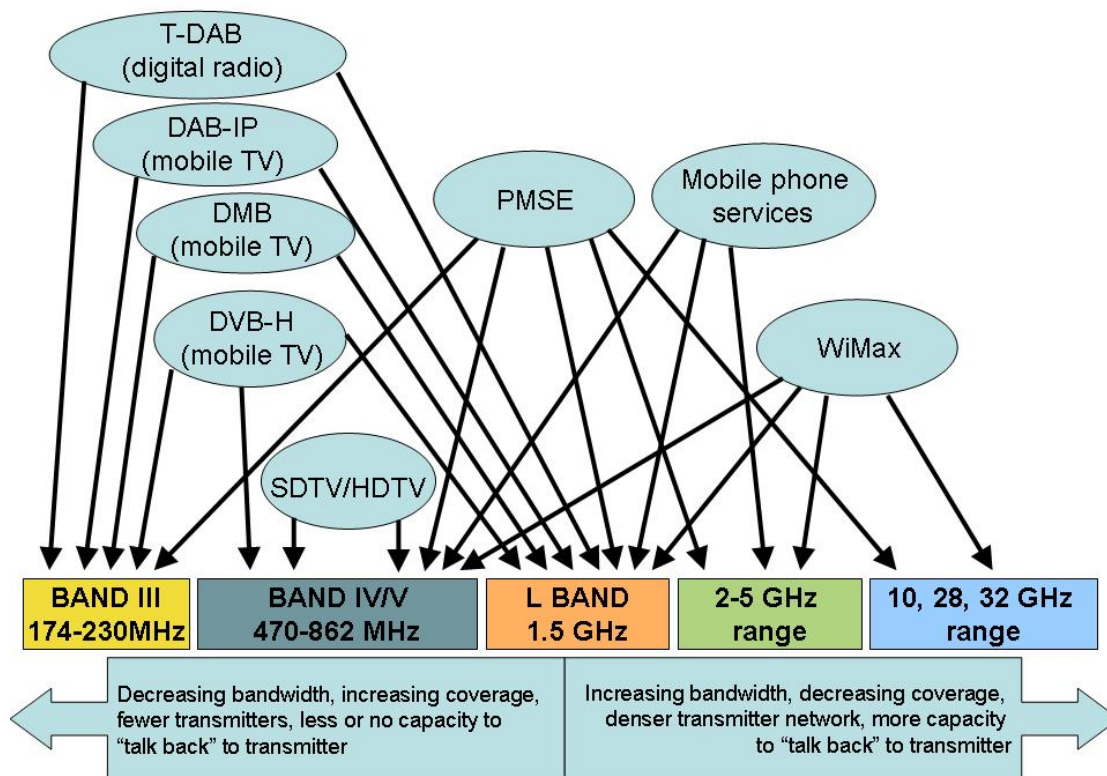 T-DAB
(digital radio)
DAB-IP
(mobile TV)
DMB
(mobile TV)
DVB-H
(mobile TV)
SDTV/HDTV
PMSE
Mobile phone
services
WiMax
BAND III
174-230MHz
BAND IV/V
470-862 MHz
L BAND
1.5 GHz
2-5 GHz
range
10, 28, 32 GHz
range
Decreasing bandwidth, increasing coverage,
fewer transmitters, less or no capacity to
“talk back” to transmitter
Increasing bandwidth, decreasing coverage,
denser transmitter network, more capacity
to “talk back” to transmitter